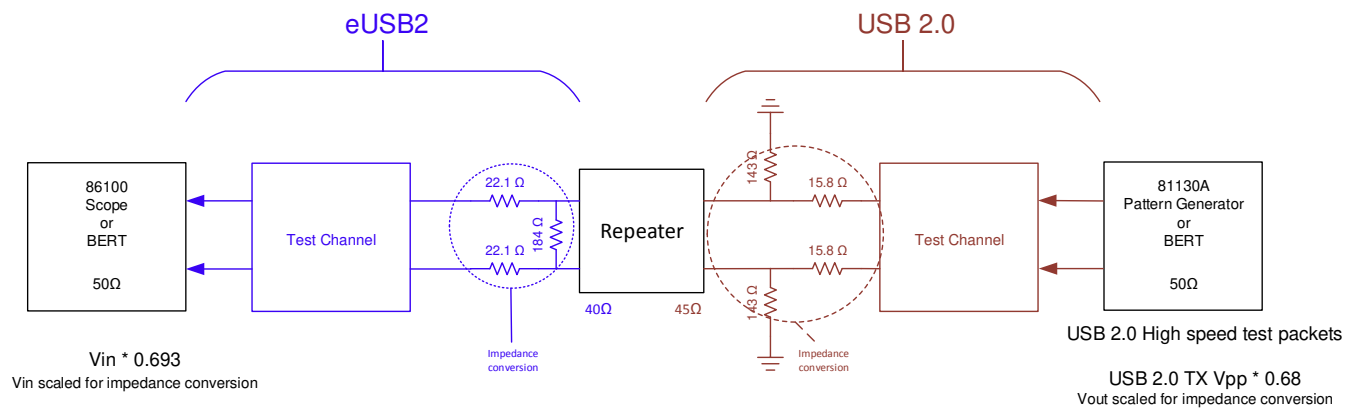 eUSB2
USB 2.0
86100
Scope
or
BERT
50Ω
Test Channel
22.1 Ω
22.1 Ω
184 Ω
Impedance
conversion
Repeater
40Ω
45Ω
143 Ω
143 Ω
15.8 Ω
15.8 Ω
Impedance
conversion
Test Channel
81130A
Pattern Generator
or
BERT
50Ω
Vin * 0.693
Vin scaled for impedance conversion
USB 2.0 High speed test packets
USB 2.0 TX Vpp * 0.68
Vout scaled for impedance conversion